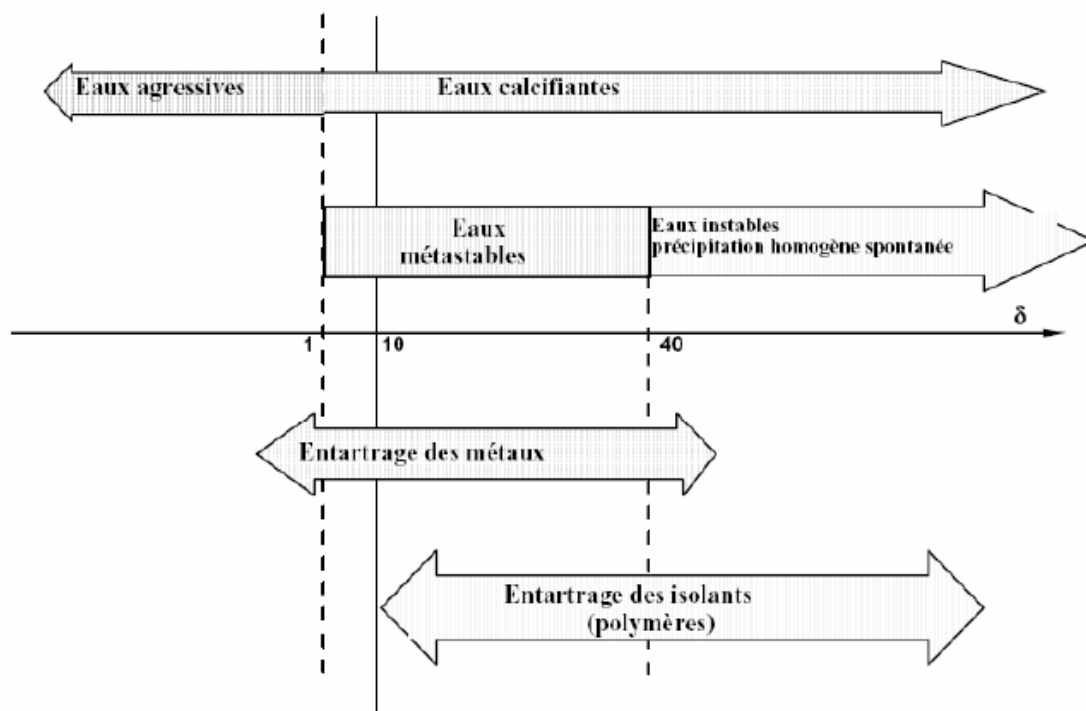 Eaux agressives
Eaux calcifiantes
Eaux
métastables
Eaux instables
précipitation homogène spontanée
δ
1
10
40
Entartrage des métaux
Entartrage des isolants
(polymères)